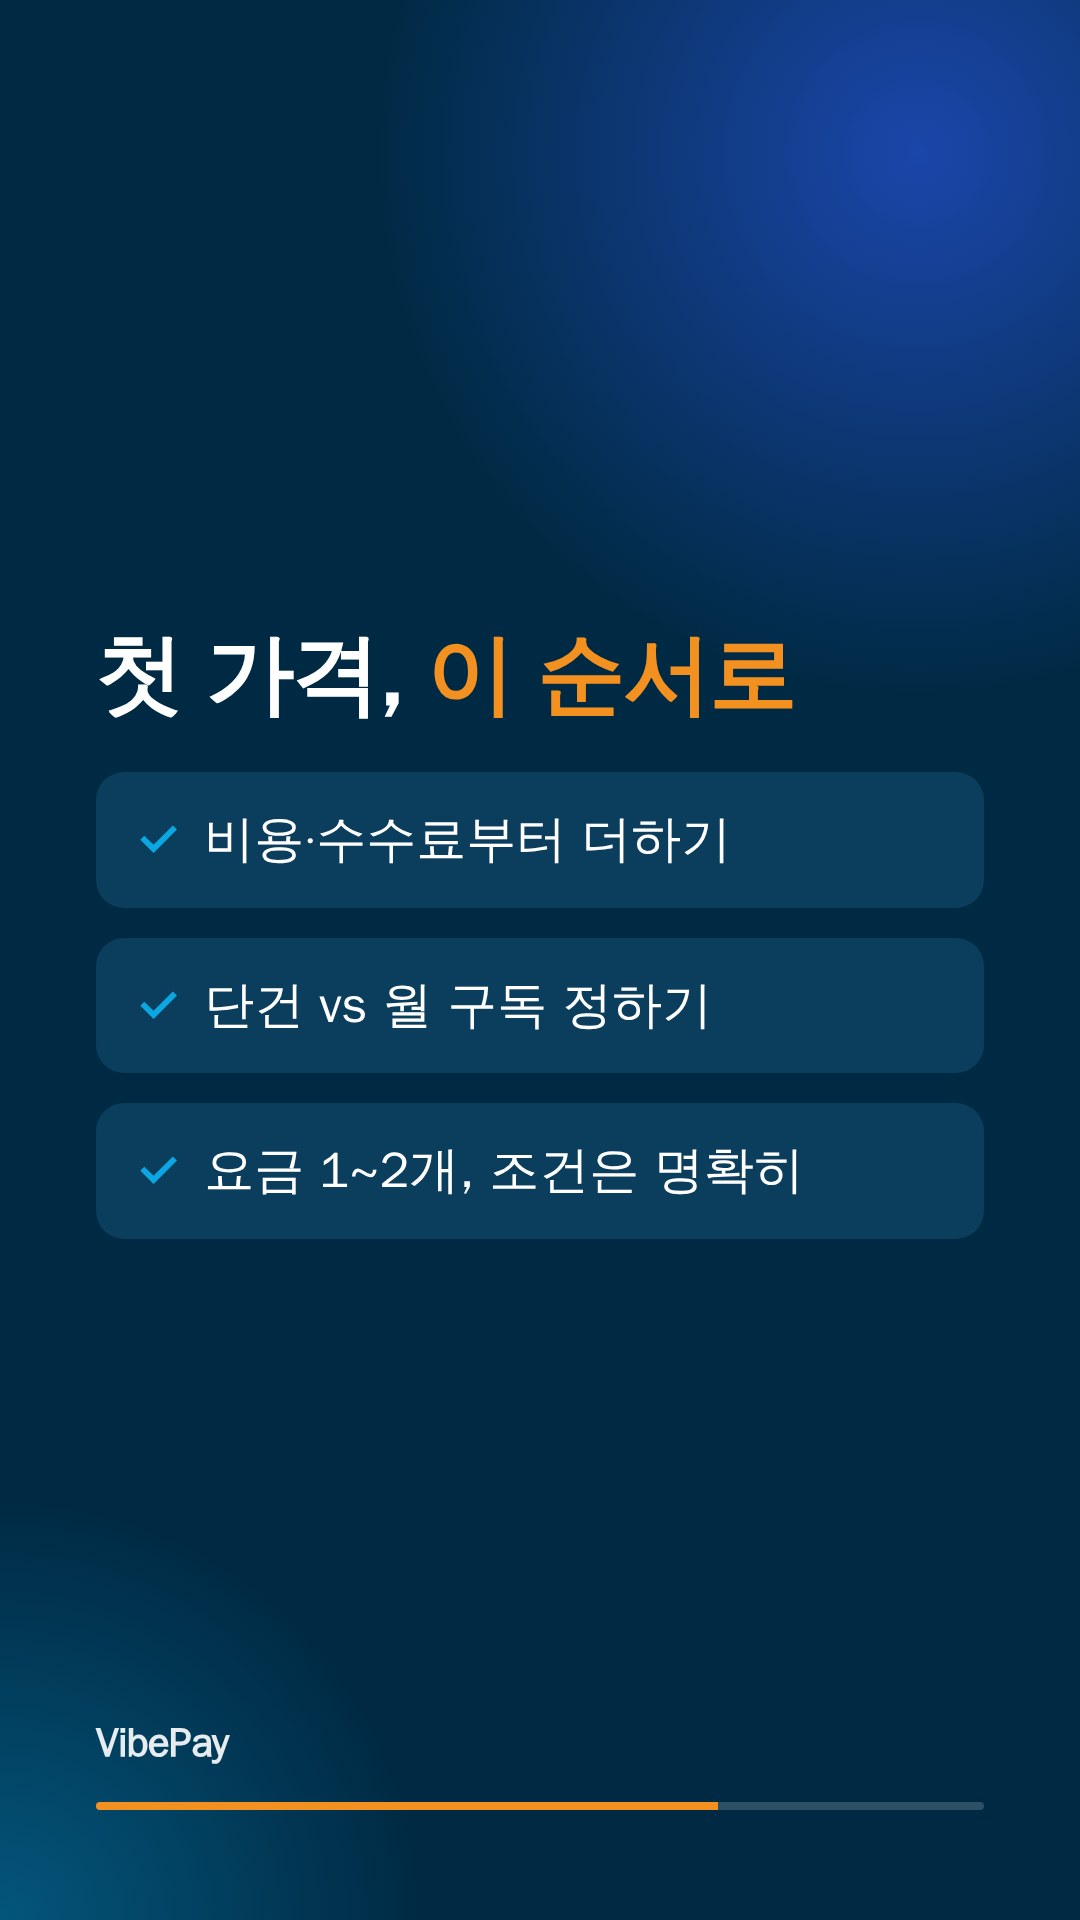 첫 가격, 이 순서로
비용·수수료부터 더하기
단건 vs 월 구독 정하기
요금 1~2개, 조건은 명확히
VibePay